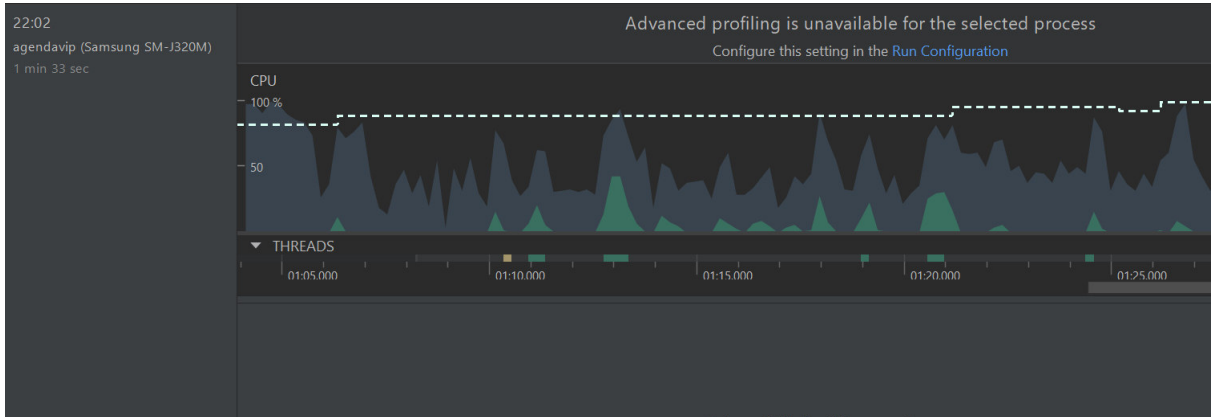 22:02
agendavip (Samsung SM-J320M)
1 min 33 sec
Advanced profiling is unavailable for the selected process
Configure this setting in the Run Configuration
CPU
100 %
50
THREADS
01:05.000 01:10.000 01:15.000 01:20.000 01:25.000